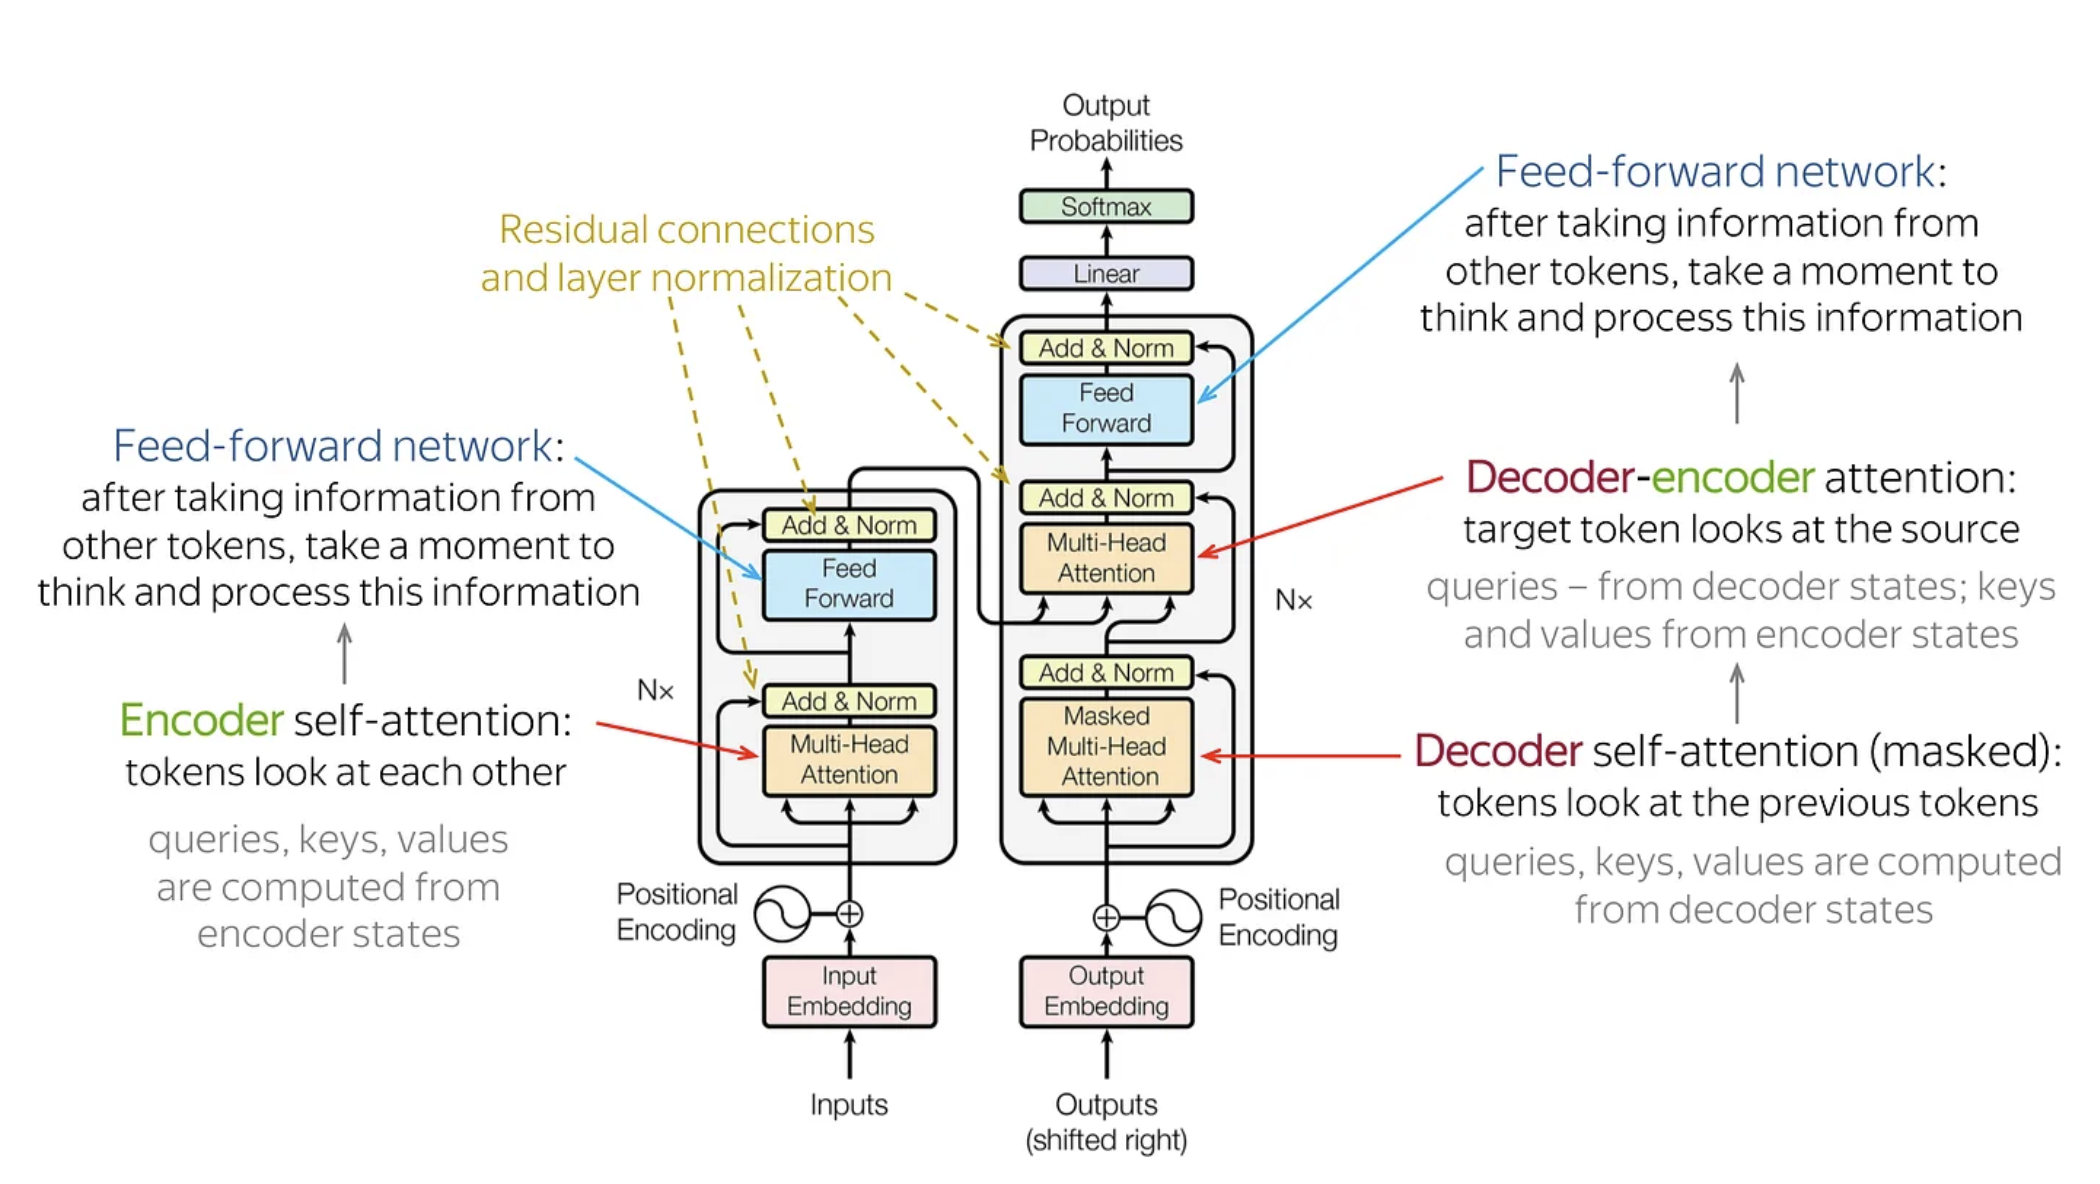 Output
Probabilities
Softmax
Linear
Add & Norm
Feed
Forward
Add & Norm
Multi-Head
Attention
Add & Norm
Masked
Multi-Head
Attention
Nx
Positional
Encoding
Output
Embedding
Outputs
(shifted right)
Add & Norm
Feed
Forward
Add & Norm
Multi-Head
Attention
Nx
Positional
Encoding
Input
Embedding
Inputs
Residual connections
and layer normalization
Feed-forward network:
after taking information from
other tokens, take a moment to
think and process this information
Encoder self-attention:
tokens look at each other
queries, keys, values
are computed from
encoder states
Feed-forward network:
after taking information from
other tokens, take a moment to
think and process this information
Decoder-encoder attention:
target token looks at the source
queries – from decoder states; keys
and values from encoder states
Decoder self-attention (masked):
tokens look at the previous tokens
queries, keys, values are computed
from decoder states